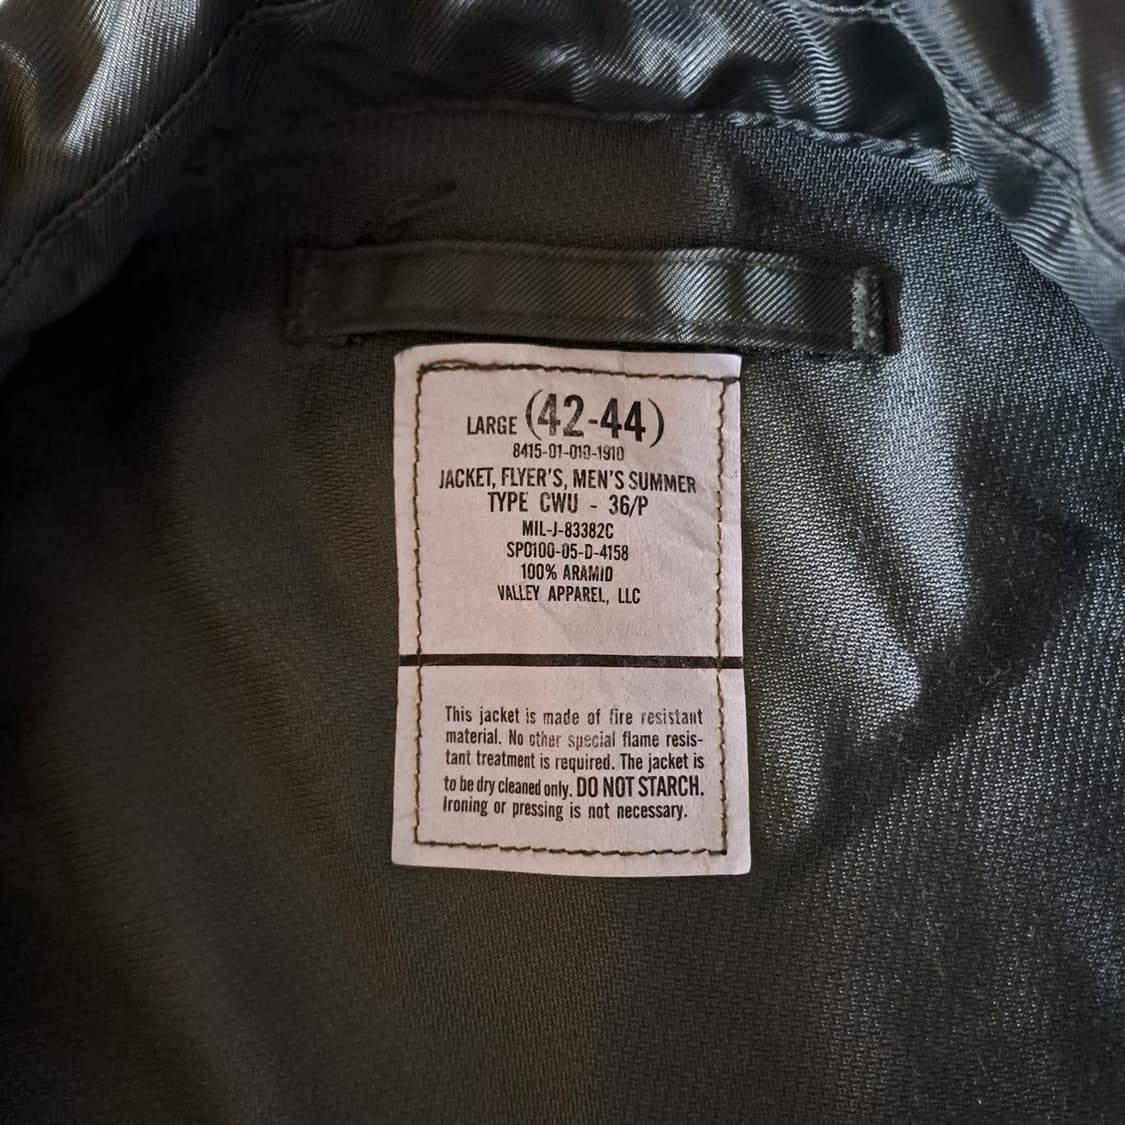 LARGE (42-44)
8415-01-010-1910
JACKET, FLYER'S, MEN'S SUMMER
TYPE CWU - 36/P
MIL-J-83382C
SPO100-05-D-4158
100% ARAMID
VALLEY APPAREL, LLC
This jacket is made of fire resistant
material. No other special flame resis-
tant treatment is required. The jacket is
to be dry cleaned only. DO NOT STARCH.
Ironing or pressing is not necessary.